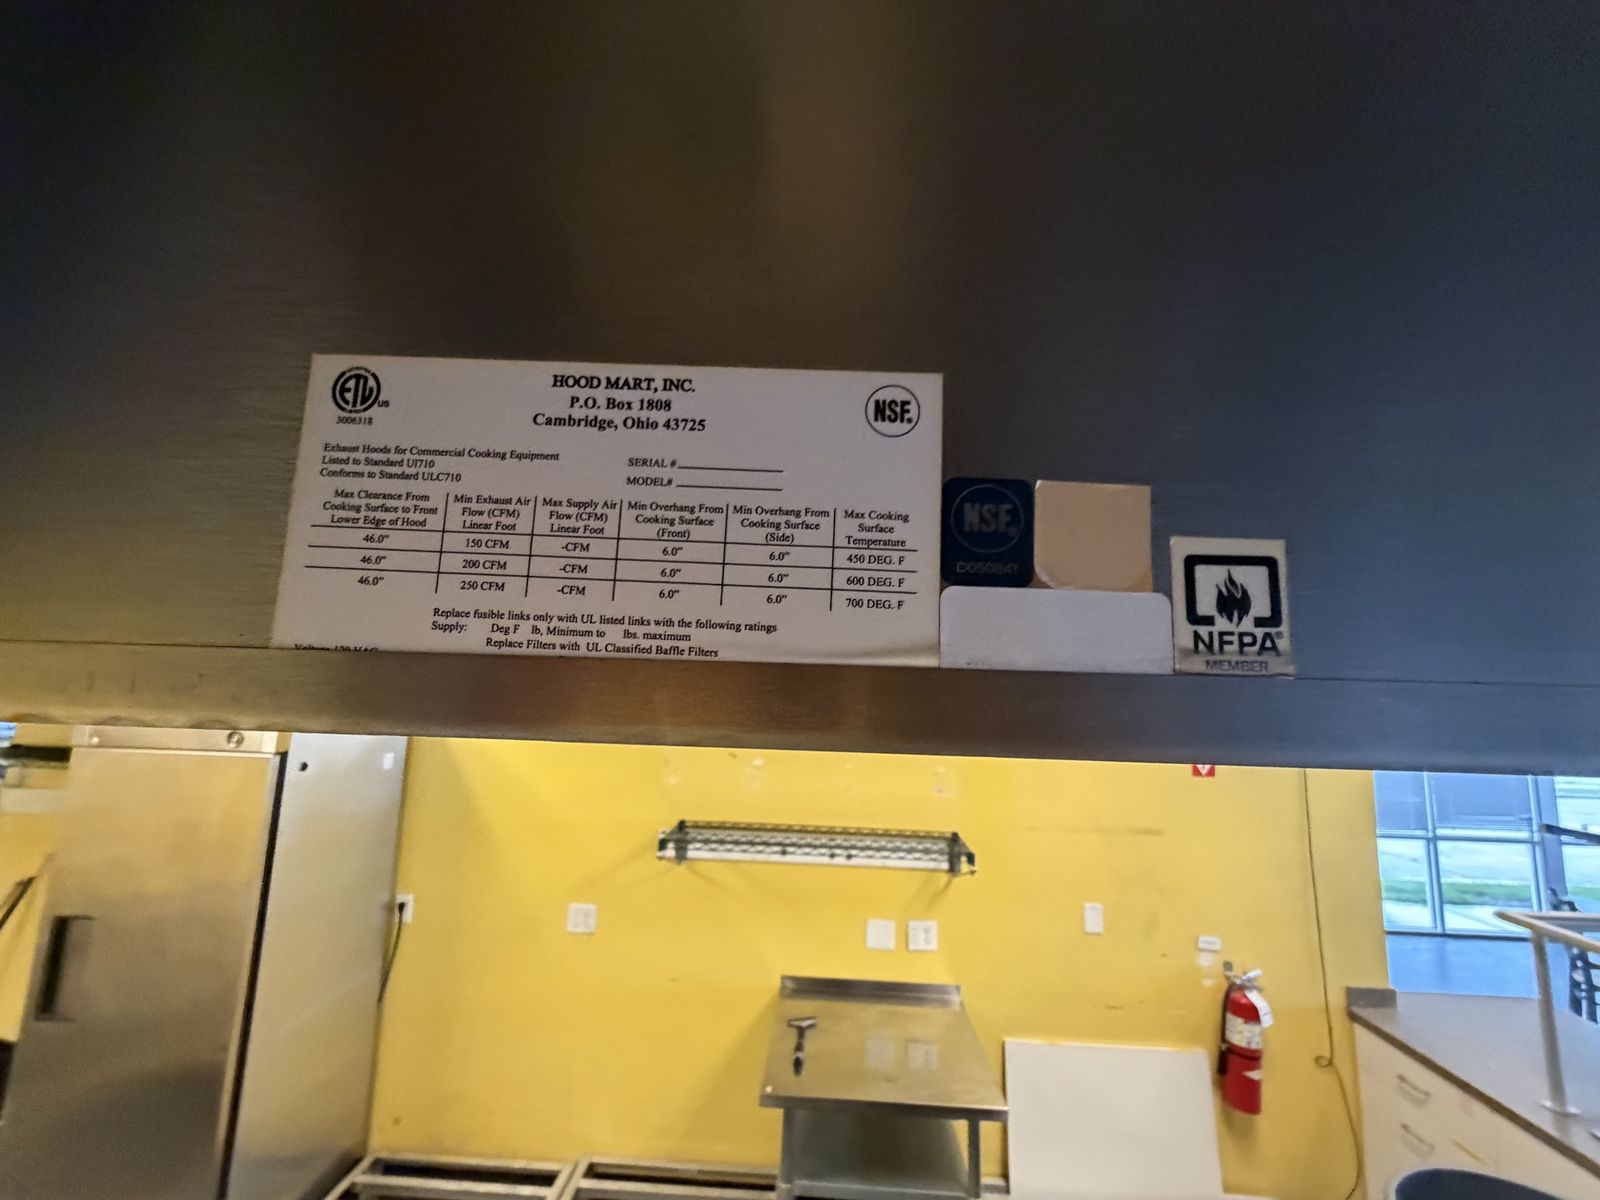 ETL
US
3006318
HOOD MART, INC.
P.O. Box 1808
Cambridge, Ohio 43725
NSF.
Exhaust Hoods for Commercial Cooking Equipment
Listed to Standard Ul710
Conforms to Standard ULC710
SERIAL #
MODEL#
Max Clearance From Cooking Surface to Front Lower Edge of Hood | Min Exhaust Air Flow (CFM) Linear Foot | Max Supply Air Flow (CFM) Linear Foot | Min Overhang From Cooking Surface (Front) | Min Overhang From Cooking Surface (Side) | Max Cooking Surface Temperature
46.0" 150 CFM -CFM 6.0" 6.0" 450 DEG. F
46.0" 200 CFM -CFM 6.0" 6.0" 600 DEG. F
46.0" 250 CFM -CFM 6.0" 6.0" 700 DEG. F
Replace fusible links only with UL listed links with the following ratings
Supply: Deg F lb, Minimum to lbs. maximum
Replace Filters with UL Classified Baffle Filters
NSF.
NFPA®
MEMBER